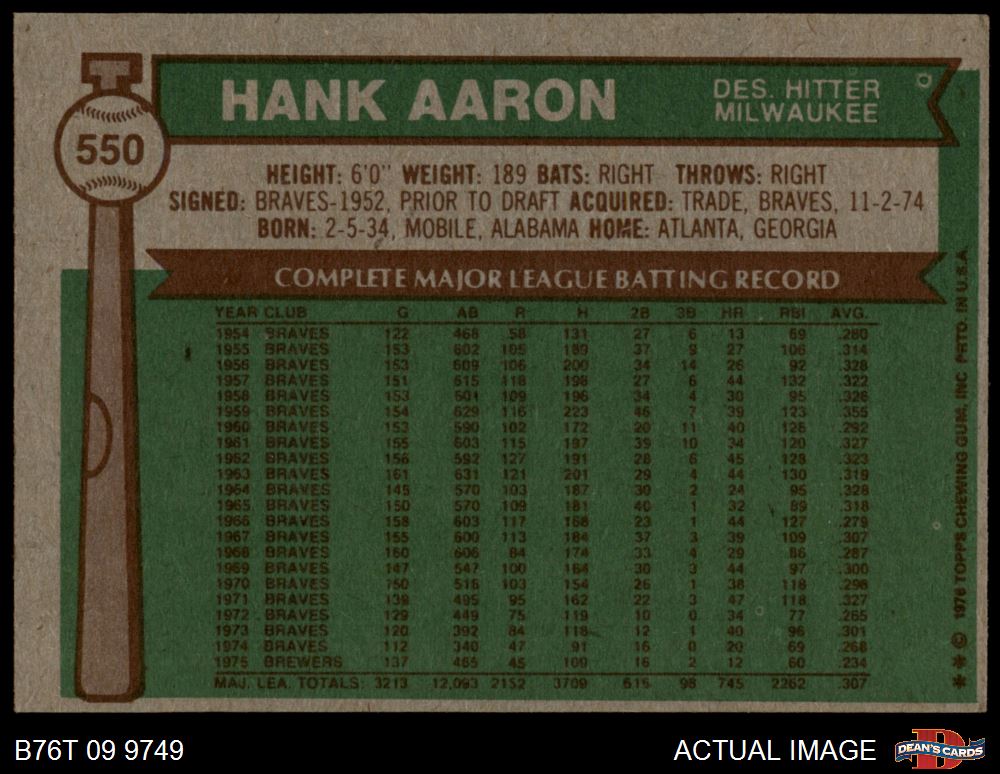 HANK AARON
DES. HITTER
MILWAUKEE
550
HEIGHT: 6'0" WEIGHT: 189 BATS: RIGHT THROWS: RIGHT
SIGNED: BRAVES-1952, PRIOR TO DRAFT ACQUIRED: TRADE, BRAVES, 11-2-74
BORN: 2-5-34, MOBILE, ALABAMA HOME: ATLANTA, GEORGIA
COMPLETE MAJOR LEAGUE BATTING RECORD
YEAR CLUB G AB R H 2B 3B HR RBI AVG.
1954 BRAVES 122 468 58 131 27 6 13 69 .280
1955 BRAVES 153 602 105 189 37 9 27 106 .314
1956 BRAVES 153 609 106 200 34 14 26 92 .328
1957 BRAVES 151 615 118 198 27 6 44 132 .322
1958 BRAVES 153 601 109 196 34 4 30 95 .326
1959 BRAVES 154 629 116 223 46 7 39 123 .355
1960 BRAVES 153 590 102 172 20 11 40 126 .292
1961 BRAVES 155 603 115 197 39 10 34 120 .327
1962 BRAVES 156 592 127 191 28 6 45 128 .323
1963 BRAVES 161 631 121 201 29 4 44 130 .319
1964 BRAVES 145 570 103 187 30 2 24 95 .328
1965 BRAVES 150 570 109 181 40 1 32 89 .318
1966 BRAVES 158 603 117 168 23 1 44 127 .279
1967 BRAVES 155 600 113 184 37 3 39 109 .307
1968 BRAVES 160 606 84 174 33 4 29 86 .287
1969 BRAVES 147 547 100 164 30 3 44 97 .300
1970 BRAVES 150 516 103 154 26 1 38 118 .298
1971 BRAVES 139 495 95 162 22 3 47 118 .327
1972 BRAVES 129 449 75 119 10 0 34 77 .265
1973 BRAVES 120 392 84 118 12 1 40 96 .301
1974 BRAVES 112 340 47 91 16 0 20 69 .268
1975 BREWERS 137 465 45 109 16 2 12 60 .234
MAJ. LEA. TOTALS: 3213 12,093 2152 3709 616 98 745 2262 .307
* * © 1976 TOPPS CHEWING GUM, INC PRTD. IN U.S.A.
B76T 09 9749
ACTUAL IMAGE
DEAN'S CARDS